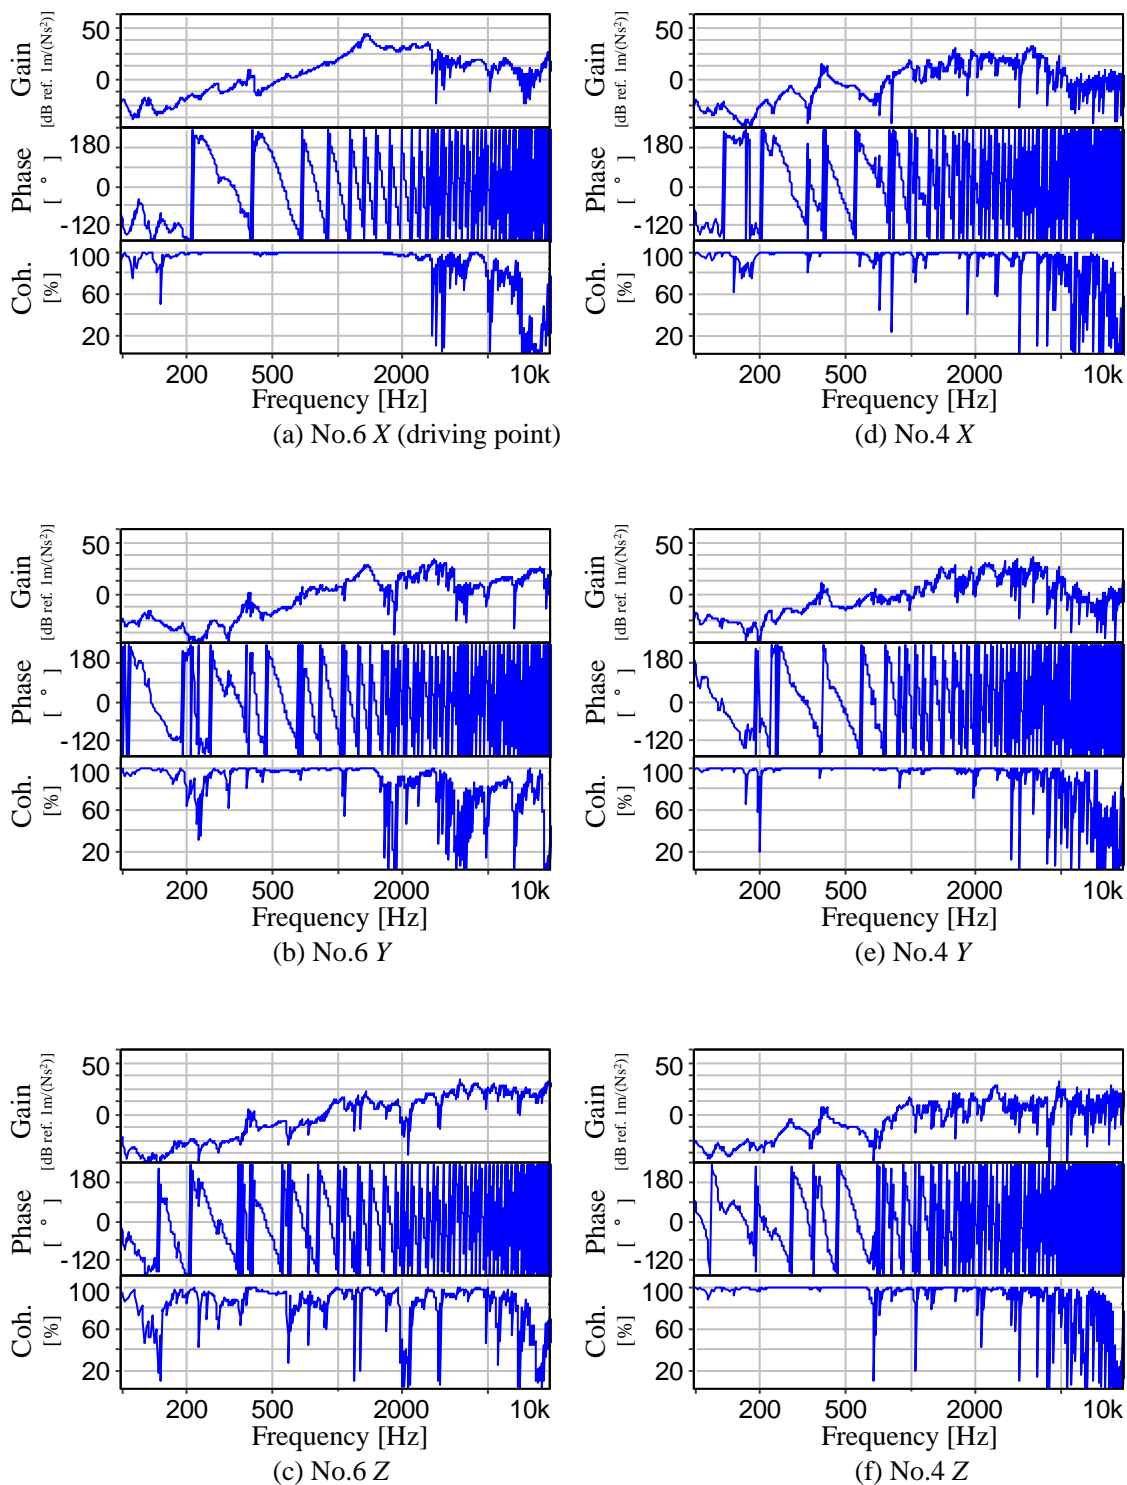 Gain
[dB ref. 1m/(Ns²)]
50
0
Phase
[ ° ]
180
0
-120
Coh.
[%]
100
60
20
200 500 2000 10k
Frequency [Hz]
(a) No.6 X (driving point)
Gain
[dB ref. 1m/(Ns²)]
50
0
Phase
[ ° ]
180
0
-120
Coh.
[%]
100
60
20
200 500 2000 10k
Frequency [Hz]
(d) No.4 X
Gain
[dB ref. 1m/(Ns²)]
50
0
Phase
[ ° ]
180
0
-120
Coh.
[%]
100
60
20
200 500 2000 10k
Frequency [Hz]
(b) No.6 Y
Gain
[dB ref. 1m/(Ns²)]
50
0
Phase
[ ° ]
180
0
-120
Coh.
[%]
100
60
20
200 500 2000 10k
Frequency [Hz]
(e) No.4 Y
Gain
[dB ref. 1m/(Ns²)]
50
0
Phase
[ ° ]
180
0
-120
Coh.
[%]
100
60
20
200 500 2000 10k
Frequency [Hz]
(c) No.6 Z
Gain
[dB ref. 1m/(Ns²)]
50
0
Phase
[ ° ]
180
0
-120
Coh.
[%]
100
60
20
200 500 2000 10k
Frequency [Hz]
(f) No.4 Z